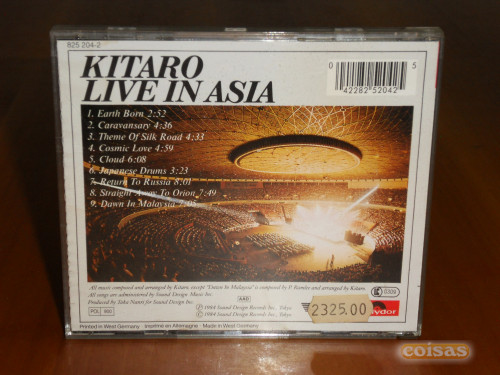 825 204-2
KITARO
LIVE IN ASIA
0 42282 52042 5
1. Earth Born 2:52
2. Caravansary 4:36
3. Theme Of Silk Road 4:33
4. Cosmic Love 4:59
5. Cloud 6:08
6. Japanese Drums 3:23
7. Return To Russia 8:01
8. Straight Away To Orion 7:49
9. Dawn In Malaysia 7:05
All music composed and arranged by Kitaro, except "Dawn In Malaysia" is composed by P. Ramlee and arranged by Kitaro.
All songs are administered by Sound Design Music Inc.
Produced by Taka Nanri for Sound Design Inc.
AAD
℗ 1984 Sound Design Records Inc., Tokyo
© 1984 Sound Design Records Inc., Tokyo
POL 900
2325.00
ydor
Printed in West Germany · Imprimé en Allemagne · Made in West Germany
coisas